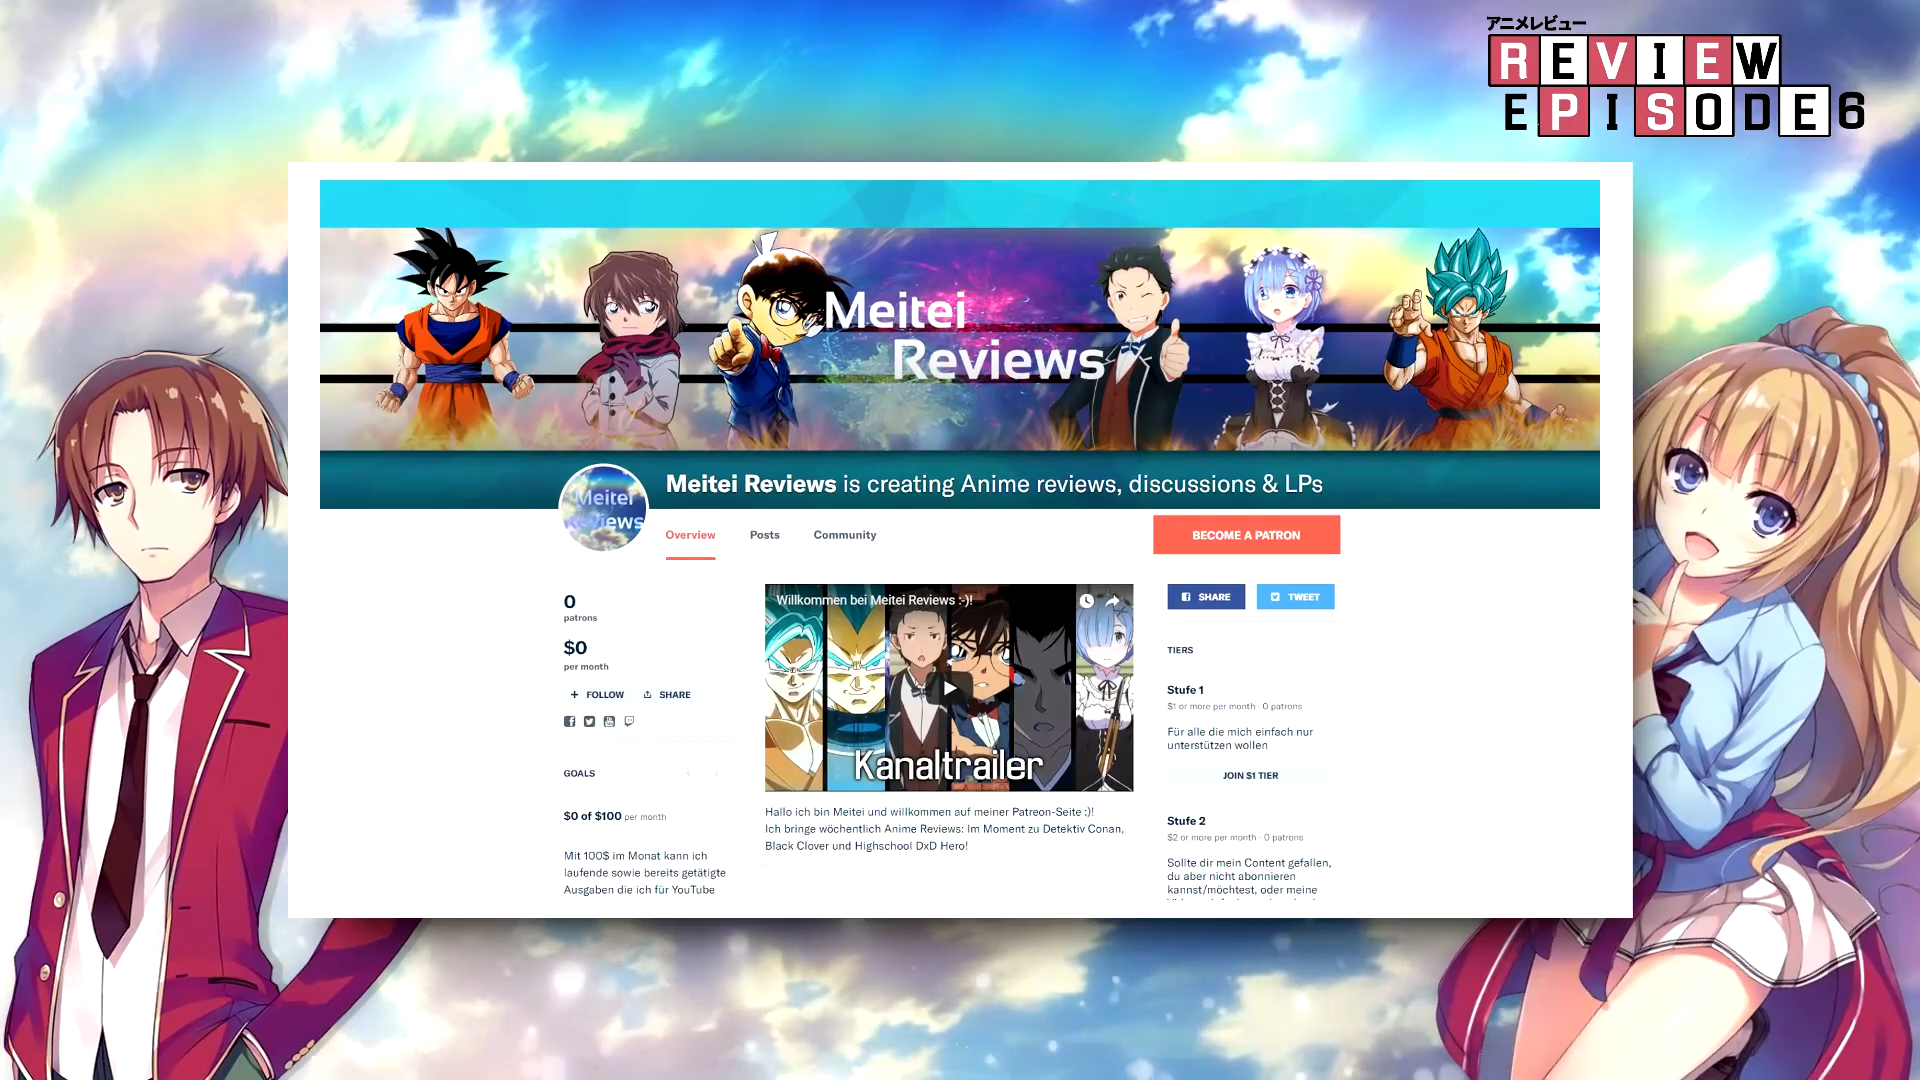 アニメレビュー
REVIEW
EPISODE 6
Meitei
Reviews
Meitei
Reviews
Meitei Reviews is creating Anime reviews, discussions & LPs
Overview
Posts
Community
BECOME A PATRON
0
patrons
$0
per month
FOLLOW
SHARE
GOALS
$0 of $100 per month
Mit 100$ im Monat kann ich
laufende sowie bereits getätigte
Ausgaben die ich für YouTube
Willkommen bei Meitei Reviews :-)!
Kanaltrailer
Hallo ich bin Meitei und willkommen auf meiner Patreon-Seite :)!
Ich bringe wöchentlich Anime Reviews: Im Moment zu Detektiv Conan,
Black Clover und Highschool DxD Hero!
SHARE
TWEET
TIERS
Stufe 1
$1 or more per month · 0 patrons
Für alle die mich einfach nur
unterstützen wollen
JOIN $1 TIER
Stufe 2
$2 or more per month · 0 patrons
Sollte dir mein Content gefallen,
du aber nicht abonnieren
kannst/möchtest, oder meine